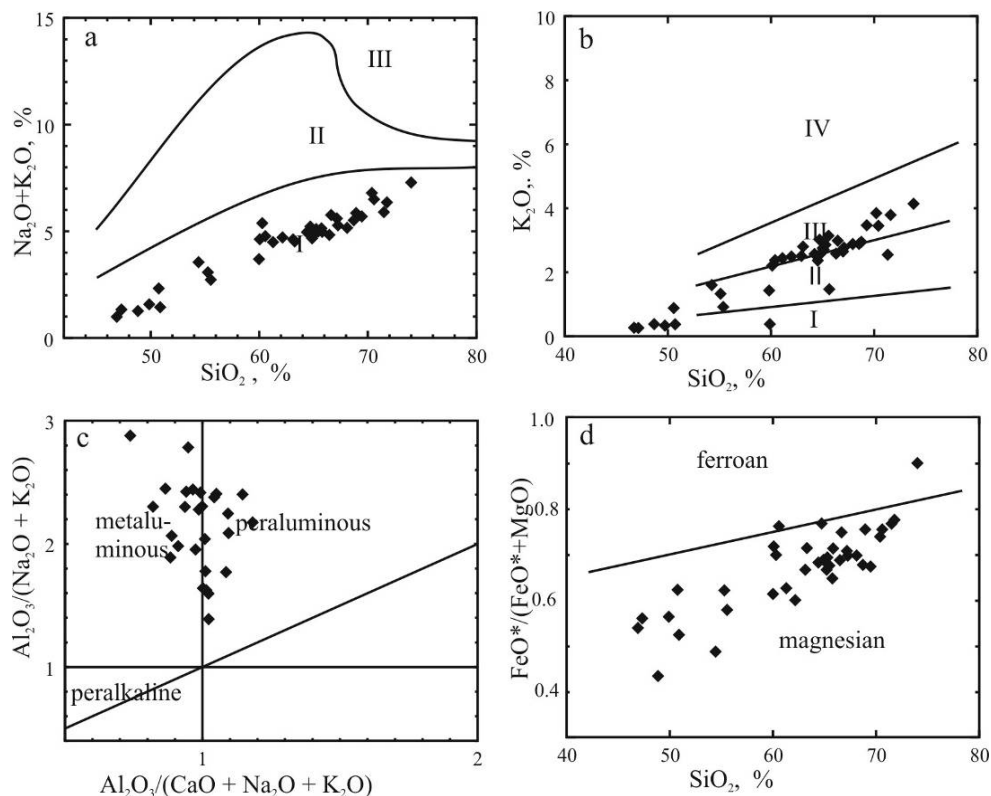 a
15
10
5
0
Na₂O+K₂O, %
III
II
I
50
60
70
80
SiO₂ , %
b
10
8
6
4
2
0
K₂O,. %
IV
III
II
I
40
50
60
70
80
SiO₂, %
c
3
2
1
Al₂O₃/(Na₂O + K₂O)
metalu-
minous
peraluminous
peralkaline
1
2
Al₂O₃/(CaO + Na₂O + K₂O)
d
1.0
0.8
0.6
0.4
FeO*/(FeO*+MgO)
ferroan
magnesian
40
50
60
70
80
SiO₂, %